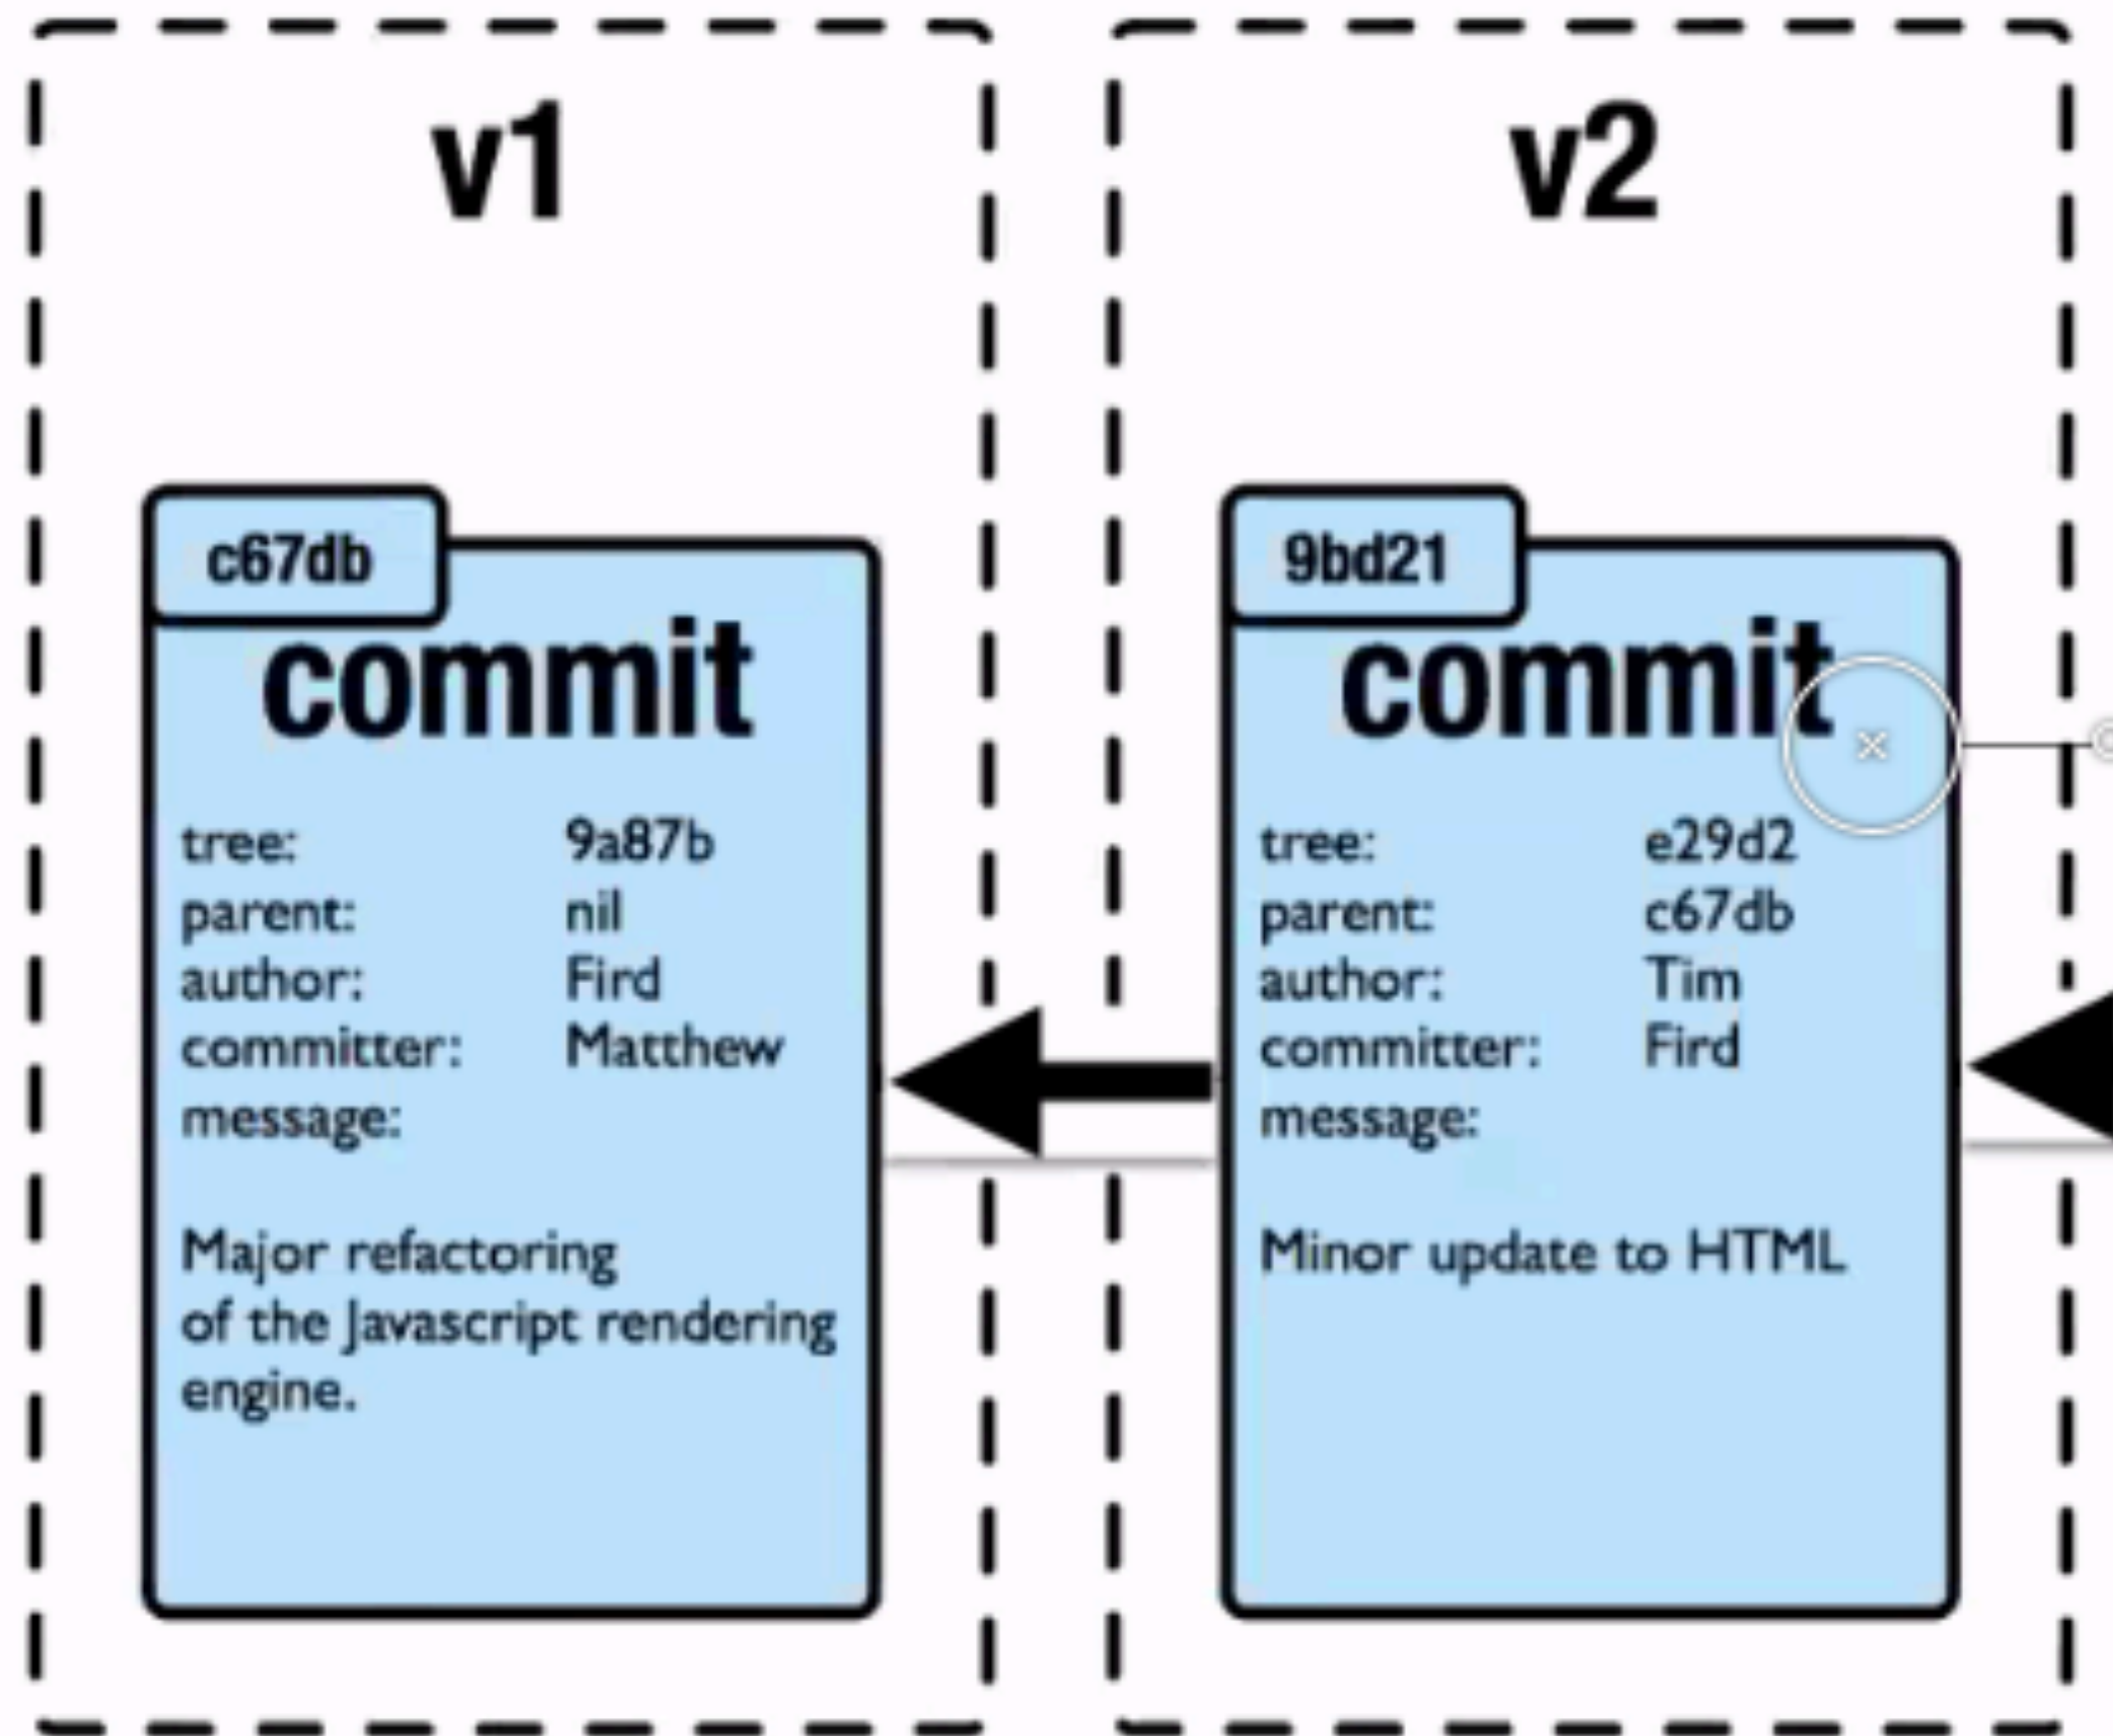 v1
c67db
commit
tree: 9a87b
parent: nil
author: Fird
committer: Matthew
message:
Major refactoring
of the Javascript rendering
engine.
v2
9bd21
commit
tree: e29d2
parent: c67db
author: Tim
committer: Fird
message:
Minor update to HTML